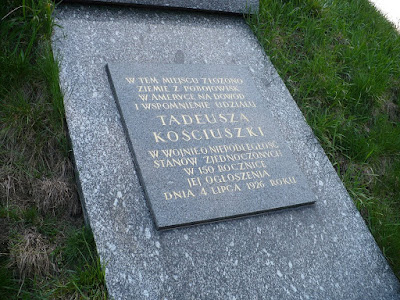 W TEM MIEJSCU ZŁOŻONO
ZIEMIĘ Z POBOJOWISK
W AMERYCE NA DOWÓD
I WSPOMNIENIE UDZIAŁU
TADEUSZA
KOŚCIUSZKI
W WOJNIE O NIEPODLEGŁOŚĆ
STANÓW ZJEDNOCZONYCH
W 150 ROCZNICĘ
JEJ OGŁOSZENIA
DNIA 4 LIPCA 1926 ROKU